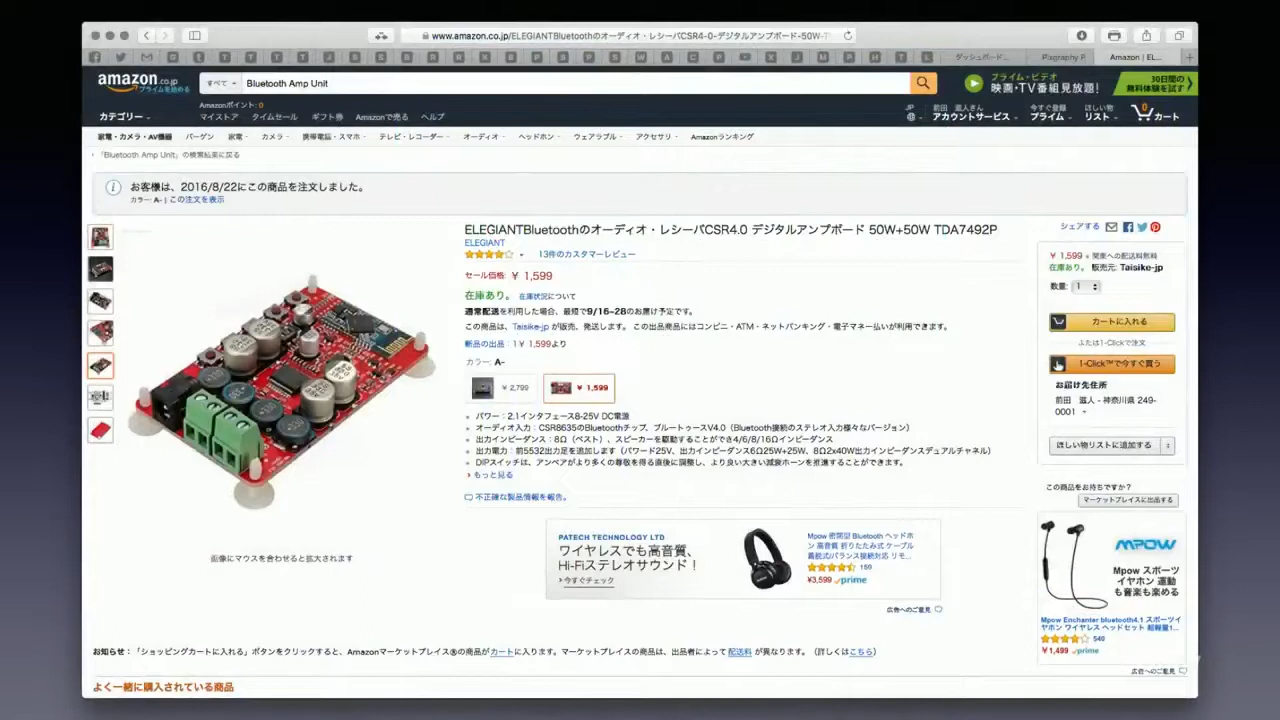 www.amazon.co.jp/ELEGIANTBluetoothのオーディオ・レシーバCSR4-0-デジタルアンプボード-50W-T
ダッシュボード...
Amazon | EL...
amazon.co.jp
プライムを始める
すべて
Bluetooth Amp Unit
プライム・ビデオ
映画・TV番組見放題!
30日間の
無料体験を試す
カテゴリー
Amazonポイント: 0
マイストア
タイムセール
ギフト券
Amazonで売る
ヘルプ
JP
アカウントサービス
今すぐ登録
プライム
ほしい物
リスト
0
カート
家電・カメラ・AV機器
バーゲン
家電
カメラ
携帯電話・スマホ
テレビ・レコーダー
オーディオ
ヘッドホン
ウェアラブル
アクセサリ
Amazonランキング
「Bluetooth Amp Unit」の検索結果に戻る
お客様は、2016/8/22にこの商品を注文しました。
カラー: A- | この注文を表示
ELEGIANTBluetoothのオーディオ・レシーバCSR4.0 デジタルアンプボード 50W+50W TDA7492P
ELEGIANT
13件のカスタマーレビュー
セール価格: ¥ 1,599
在庫あり。 在庫状況について
通常配送を利用した場合、最短で9/16-28のお届け予定です。
この商品は、Taisike-jp が販売、発送します。 この出品商品にはコンビニ・ATM・ネットバンキング・電子マネー払いが利用できます。
新品の出品:1¥ 1,599より
カラー: A-
¥ 2,799
¥ 1,599
パワー:2.1インタフェース8-25V DC電源
オーディオ入力:CSR8635のBluetoothチップ、ブルートゥースV4.0(Bluetooth接続のステレオ入力様々なバージョン)
出力インピーダンス:8Ω(ベスト)、スピーカーを駆動することができ4/6/8/16Ωインピーダンス
出力電力:前5532出力足を追加します(パワード25V、出力インピーダンス6Ω25W+25W、8Ω2x40W出力インピーダンスデュアルチャンネル)
DIPスイッチは、アンペアがより多くの尊敬を得る直後に調整し、より良い大きい減衰ホーンを推進することができます。
もっと見る
不正確な製品情報を報告。
画像にマウスを合わせると拡大されます
シェアする
¥ 1,599 + 関東への配送料無料
在庫あり。 販売元: Taisike-jp
数量: 1
カートに入れる
または1-Clickで注文
1-Click™で今すぐ買う
お届け先住所
前田 滋人 - 神奈川県 249-
0001
ほしい物リストに追加する
この商品をお持ちですか?
マーケットプレイスに出品する
PATECH TECHNOLOGY LTD
ワイヤレスでも高音質、
Hi-Fiステレオサウンド!
今すぐチェック
Mpow 密閉型 Bluetooth ヘッドホ
ン 高音質 折りたたみ式 ケーブル
着脱式/バランス接続対応 リモ...
¥3,599 prime
広告へのご意見
mpow
Mpow スポーツ
イヤホン 運動
も音楽も楽める
Mpow Enchanter bluetooth4.1 スポーツイ
ヤホン ワイヤレス ヘッドセット 超軽量1...
549
¥1,499 prime
広告へのご意見
お知らせ:「ショッピングカートに入れる」ボタンをクリックすると、Amazonマーケットプレイス®の商品がカートに入ります。マーケットプレイスの商品は、出品者によって配送料が異なります。(詳しくはこちら)
よく一緒に購入されている商品